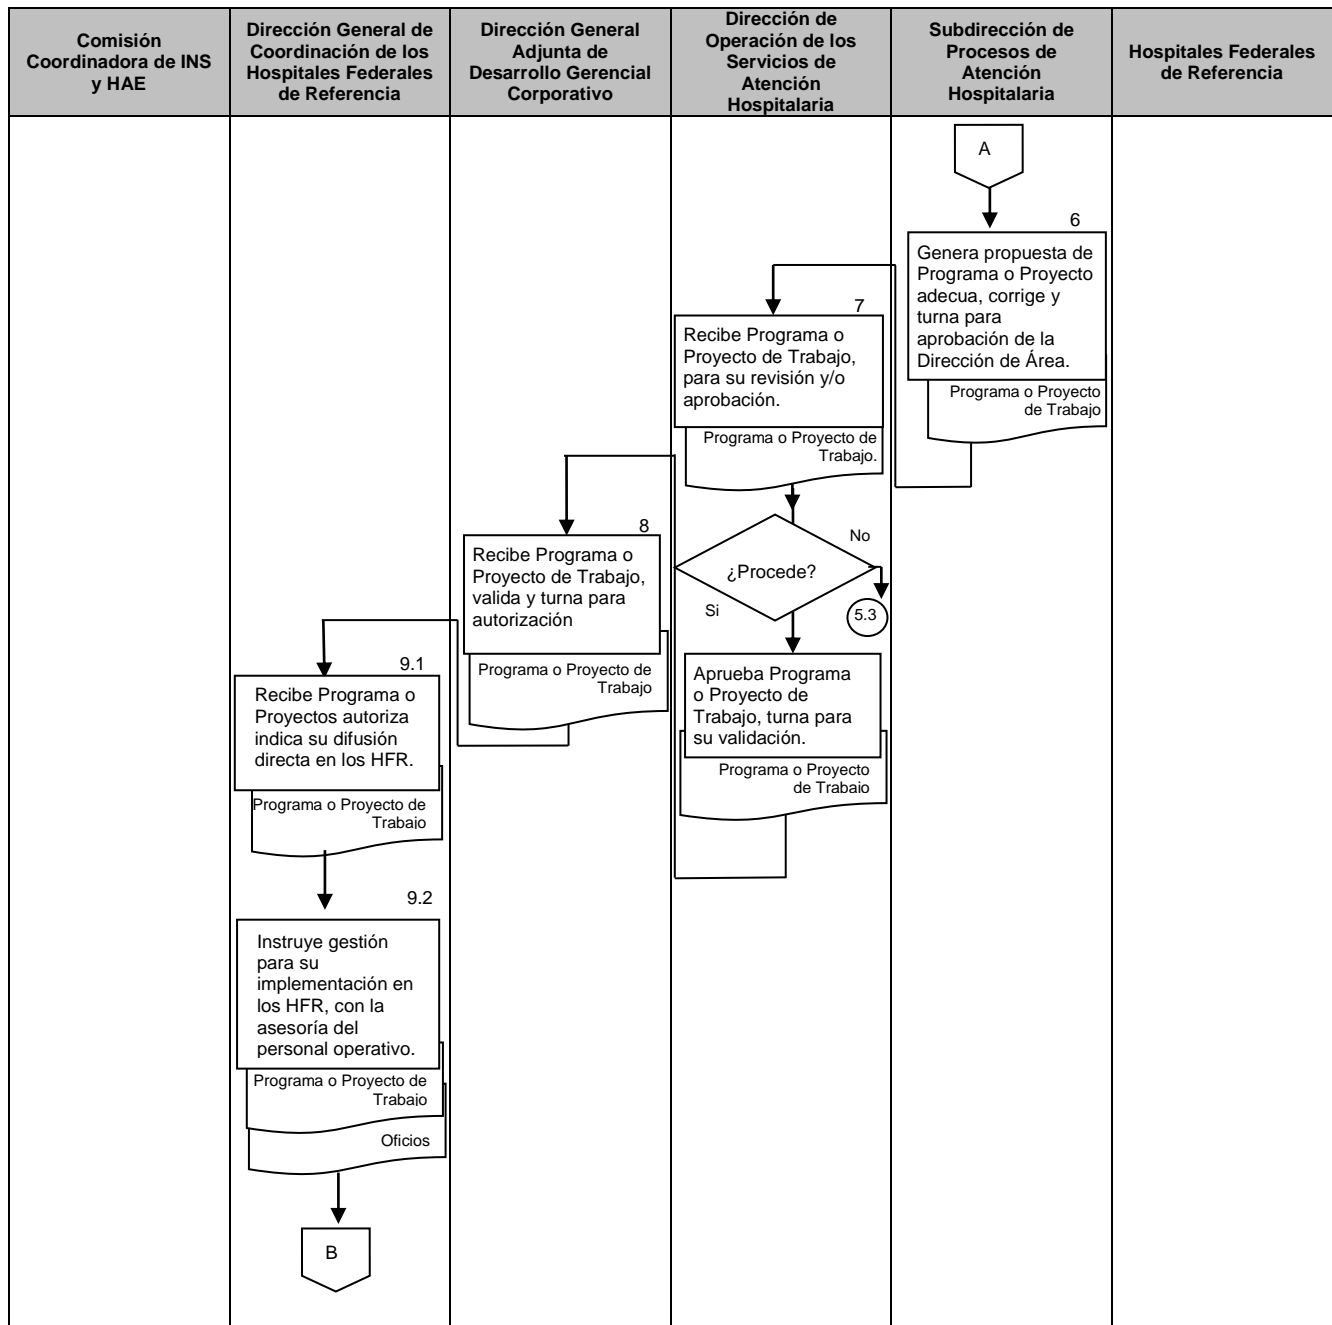 Comisión
Coordinadora de INS
y HAE
Dirección General de
Coordinación de los
Hospitales Federales
de Referencia
Dirección General
Adjunta de
Desarrollo Gerencial
Corporativo
Dirección de
Operación de los
Servicios de
Atención
Hospitalaria
Subdirección de
Procesos de
Atención
Hospitalaria
Hospitales Federales
de Referencia
A
6
Genera propuesta de
Programa o Proyecto
adecua, corrige y
turna para
aprobación de la
Dirección de Área.
Programa o Proyecto
de Trabajo
7
Recibe Programa o
Proyecto de Trabajo,
para su revisión y/o
aprobación.
Programa o Proyecto de
Trabajo.
¿Procede?
No
Si
5.3
Aprueba Programa
o Proyecto de
Trabajo, turna para
su validación.
Programa o Proyecto
de Trabajo
8
Recibe Programa o
Proyecto de Trabajo,
valida y turna para
autorización
Programa o Proyecto de
Trabajo
9.1
Recibe Programa o
Proyectos autoriza
indica su difusión
directa en los HFR.
Programa o Proyecto de
Trabajo
9.2
Instruye gestión
para su
implementación en
los HFR, con la
asesoría del
personal operativo.
Programa o Proyecto de
Trabajo
Oficios
B